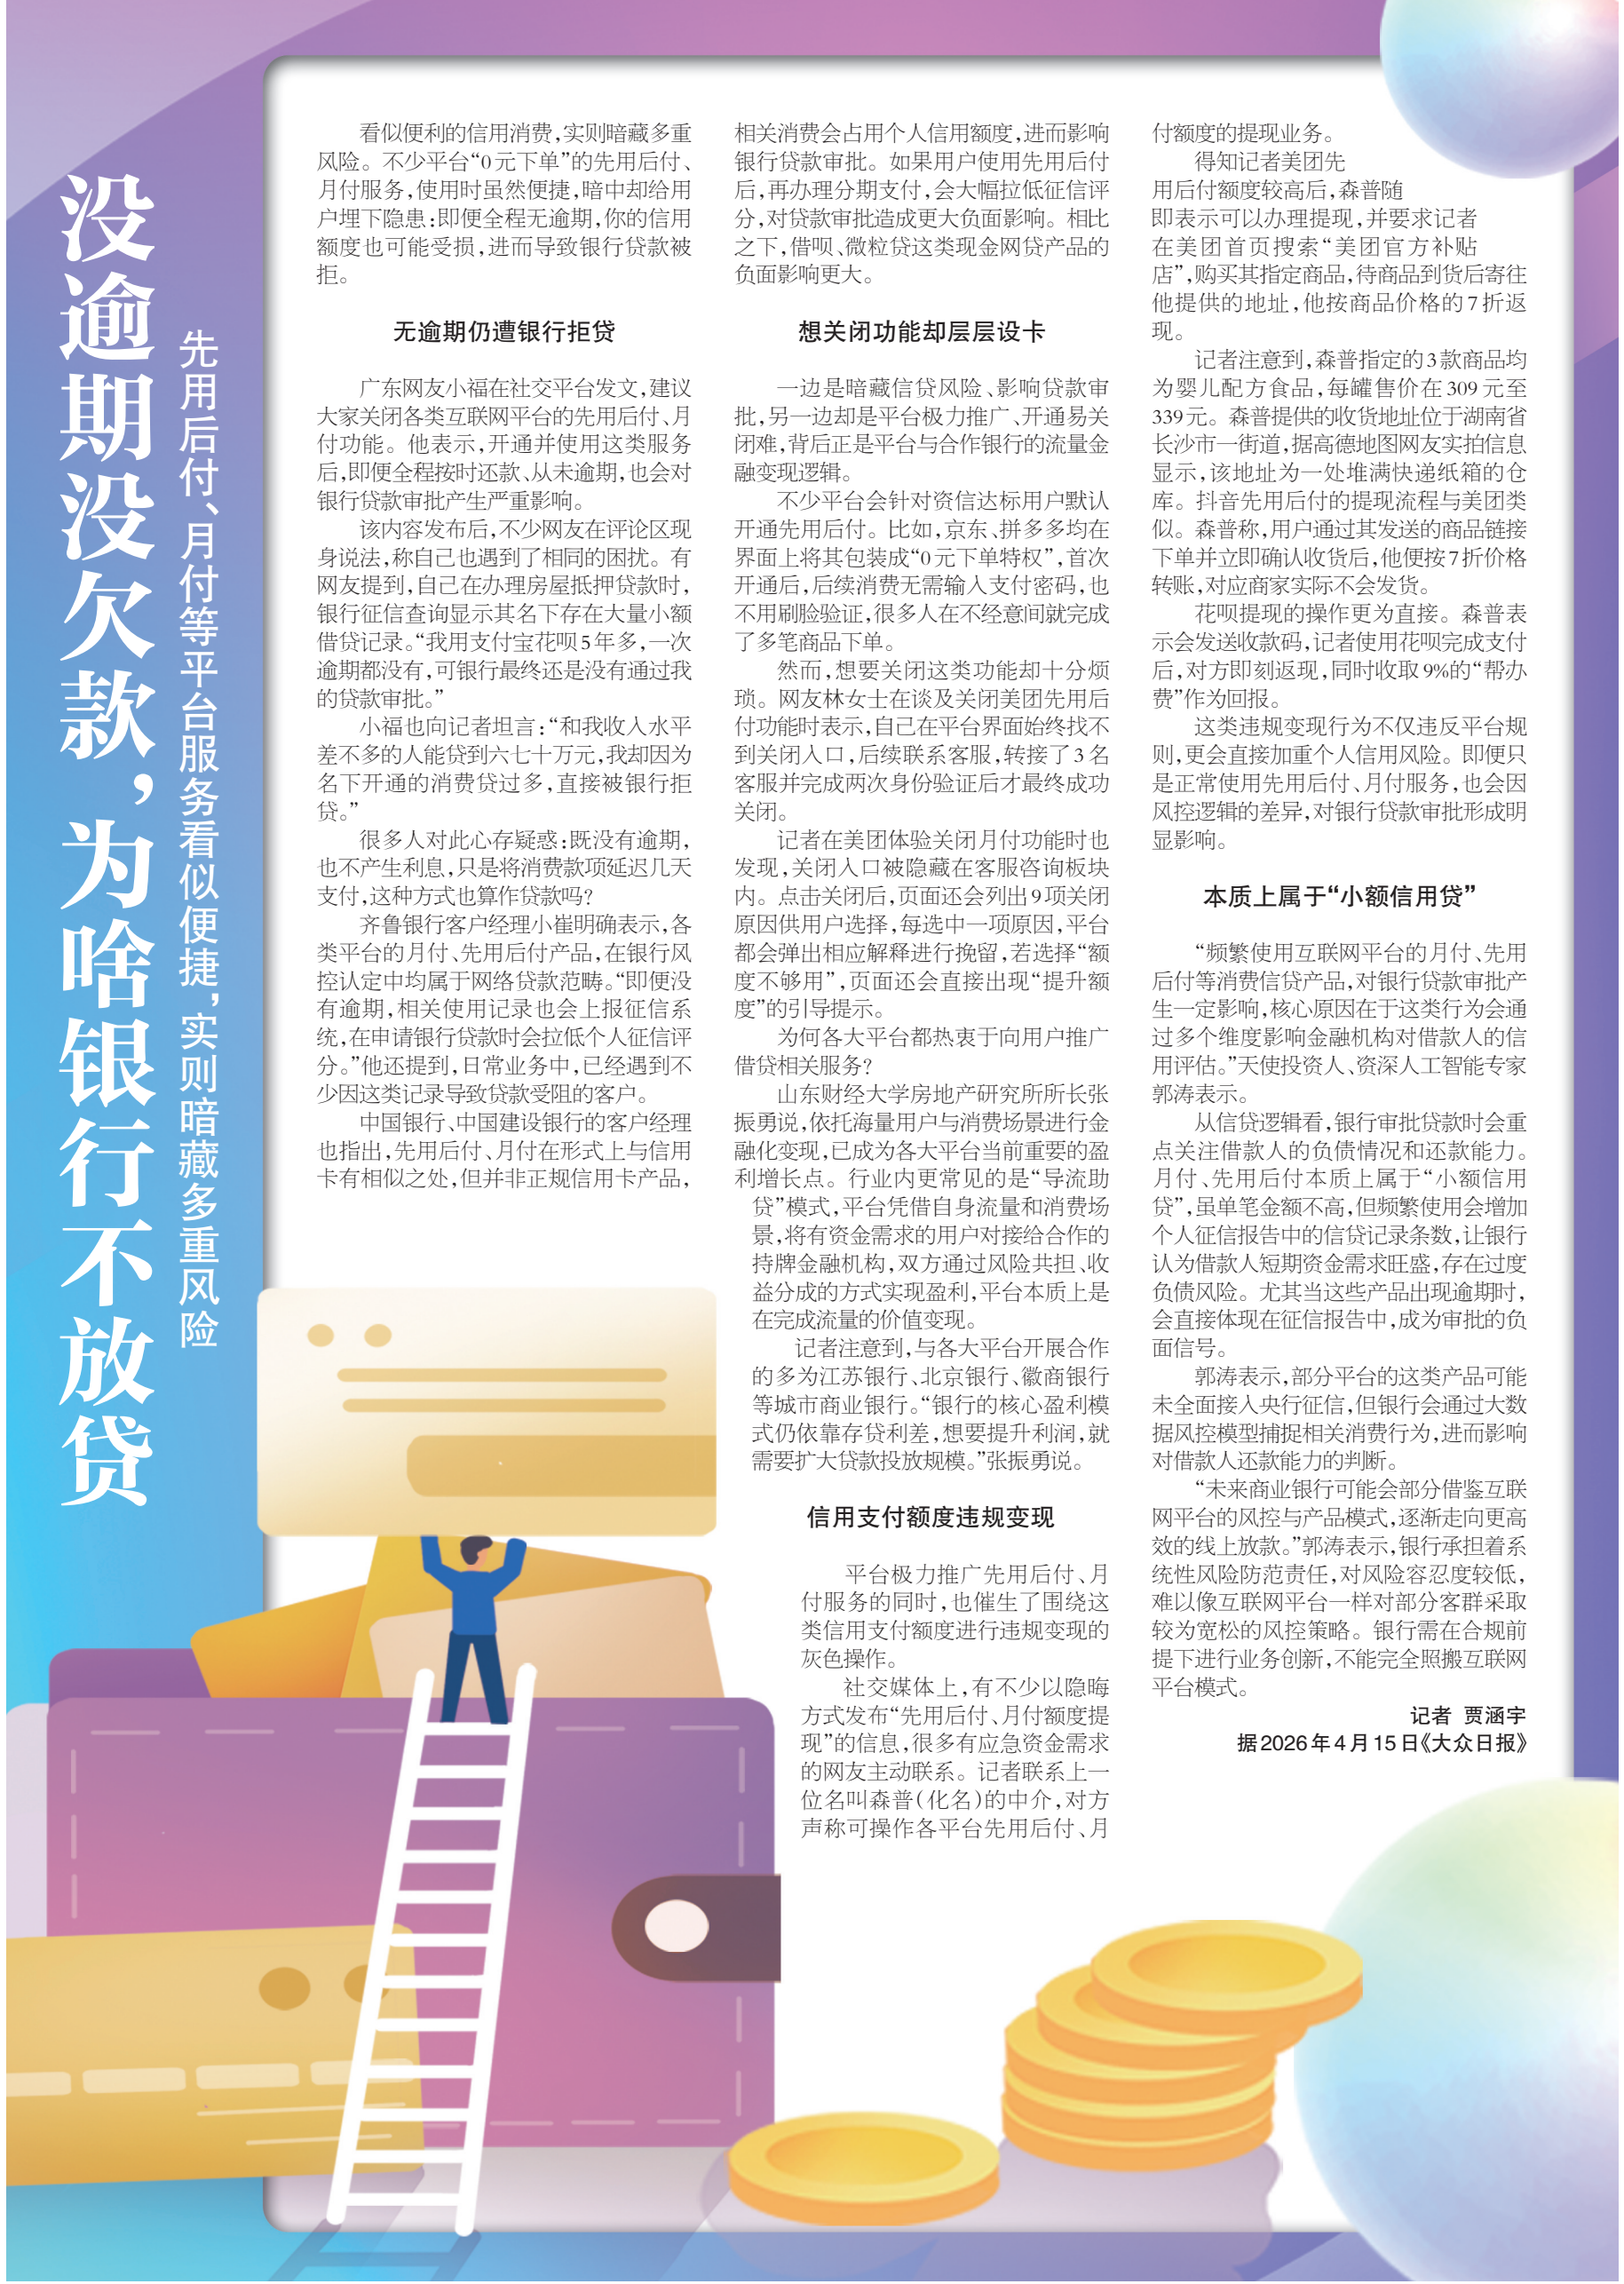 没逾期没欠款，为啥银行不放贷
先用后付、月付等平台服务看似便捷，实则暗藏多重风险
看似便利的信用消费，实则暗藏多重
风险。不少平台“0元下单”的先用后付、
月付服务，使用时虽然便捷，暗中却给用
户埋下隐患：即便全程无逾期，你的信用
额度也可能受损，进而导致银行贷款被
拒。
无逾期仍遭银行拒贷
广东网友小福在社交平台发文，建议
大家关闭各类互联网平台的先用后付、月
付功能。他表示，开通并使用这类服务
后，即便全程按时还款、从未逾期，也会对
银行贷款审批产生严重影响。
该内容发布后，不少网友在评论区现
身说法，称自己也遇到了相同的困扰。有
网友提到，自己在办理房屋抵押贷款时，
银行征信查询显示其名下存在大量小额
借贷记录。“我用支付宝花呗5年多，一次
逾期都没有，可银行最终还是没有通过我
的贷款审批。”
小福也向记者坦言：“和我收入水平
差不多的人能贷到六七十万元，我却因为
名下开通的消费贷过多，直接被银行拒
贷。”
很多人对此心存疑惑：既没有逾期，
也不产生利息，只是将消费款项延迟几天
支付，这种方式也算作贷款吗？
齐鲁银行客户经理小崔明确表示，各
类平台的月付、先用后付产品，在银行风
控认定中均属于网络贷款范畴。“即便没
有逾期，相关使用记录也会上报征信系
统，在申请银行贷款时会拉低个人征信评
分。”他还提到，日常业务中，已经遇到不
少因这类记录导致贷款受阻的客户。
中国银行、中国建设银行的客户经理
也指出，先用后付、月付在形式上与信用
卡有相似之处，但并非正规信用卡产品，
相关消费会占用个人信用额度，进而影响
银行贷款审批。如果用户使用先用后付
后，再办理分期支付，会大幅拉低征信评
分，对贷款审批造成更大负面影响。相比
之下，借呗、微粒贷这类现金网贷产品的
负面影响更大。
想关闭功能却层层设卡
一边是暗藏信贷风险、影响贷款审
批，另一边却是平台极力推广、开通易关
闭难，背后正是平台与合作银行的流量金
融变现逻辑。
不少平台会针对资信达标用户默认
开通先用后付。比如，京东、拼多多均在
界面上将其包装成“0元下单特权”，首次
开通后，后续消费无需输入支付密码，也
不用刷脸验证，很多人在不经意间就完成
了多笔商品下单。
然而，想要关闭这类功能却十分烦
琐。网友林女士在谈及关闭美团先用后
付功能时表示，自己在平台界面始终找不
到关闭入口，后续联系客服，转接了3名
客服并完成两次身份验证后才最终成功
关闭。
记者在美团体验关闭月付功能时也
发现，关闭入口被隐藏在客服咨询板块
内。点击关闭后，页面还会列出9项关闭
原因供用户选择，每选中一项原因，平台
都会弹出相应解释进行挽留，若选择“额
度不够用”，页面还会直接出现“提升额
度”的引导提示。
为何各大平台都热衷于向用户推广
借贷相关服务？
山东财经大学房地产研究所所长张
振勇说，依托海量用户与消费场景进行金
融化变现，已成为各大平台当前重要的盈
利增长点。行业内更常见的是“导流助
贷”模式，平台凭借自身流量和消费场
景，将有资金需求的用户对接给合作的
持牌金融机构，双方通过风险共担、收
益分成的方式实现盈利，平台本质上是
在完成流量的价值变现。
记者注意到，与各大平台开展合作
的多为江苏银行、北京银行、徽商银行
等城市商业银行。“银行的核心盈利模
式仍依靠存贷利差，想要提升利润，就
需要扩大贷款投放规模。”张振勇说。
信用支付额度违规变现
平台极力推广先用后付、月
付服务的同时，也催生了围绕这
类信用支付额度进行违规变现的
灰色操作。
社交媒体上，有不少以隐晦
方式发布“先用后付、月付额度提
现”的信息，很多有应急资金需求
的网友主动联系。记者联系上一
位名叫森普（化名）的中介，对方
声称可操作各平台先用后付、月
付额度的提现业务。
得知记者美团先
用后付额度较高后，森普随
即表示可以办理提现，并要求记者
在美团首页搜索“美团官方补贴
店”，购买其指定商品，待商品到货后寄往
他提供的地址，他按商品价格的7折返
现。
记者注意到，森普指定的3款商品均
为婴儿配方食品，每罐售价在309元至
339元。森普提供的收货地址位于湖南省
长沙市一街道，据高德地图网友实拍信息
显示，该地址为一处堆满快递纸箱的仓
库。抖音先用后付的提现流程与美团类
似。森普称，用户通过其发送的商品链接
下单并立即确认收货后，他便按7折价格
转账，对应商家实际不会发货。
花呗提现的操作更为直接。森普表
示会发送收款码，记者使用花呗完成支付
后，对方即刻返现，同时收取9%的“帮办
费”作为回报。
这类违规变现行为不仅违反平台规
则，更会直接加重个人信用风险。即便只
是正常使用先用后付、月付服务，也会因
风控逻辑的差异，对银行贷款审批形成明
显影响。
本质上属于“小额信用贷”
“频繁使用互联网平台的月付、先用
后付等消费信贷产品，对银行贷款审批产
生一定影响，核心原因在于这类行为会通
过多个维度影响金融机构对借款人的信
用评估。”天使投资人、资深人工智能专家
郭涛表示。
从信贷逻辑看，银行审批贷款时会重
点关注借款人的负债情况和还款能力。
月付、先用后付本质上属于“小额信用
贷”，虽单笔金额不高，但频繁使用会增加
个人征信报告中的信贷记录条数，让银行
认为借款人短期资金需求旺盛，存在过度
负债风险。尤其当这些产品出现逾期时，
会直接体现在征信报告中，成为审批的负
面信号。
郭涛表示，部分平台的这类产品可能
未全面接入央行征信，但银行会通过大数
据风控模型捕捉相关消费行为，进而影响
对借款人还款能力的判断。
“未来商业银行可能会部分借鉴互联
网平台的风控与产品模式，逐渐走向更高
效的线上放款。”郭涛表示，银行承担着系
统性风险防范责任，对风险容忍度较低，
难以像互联网平台一样对部分客群采取
较为宽松的风控策略。银行需在合规前
提下进行业务创新，不能完全照搬互联网
平台模式。
记者 贾涵宇
据2026年4月15日《大众日报》